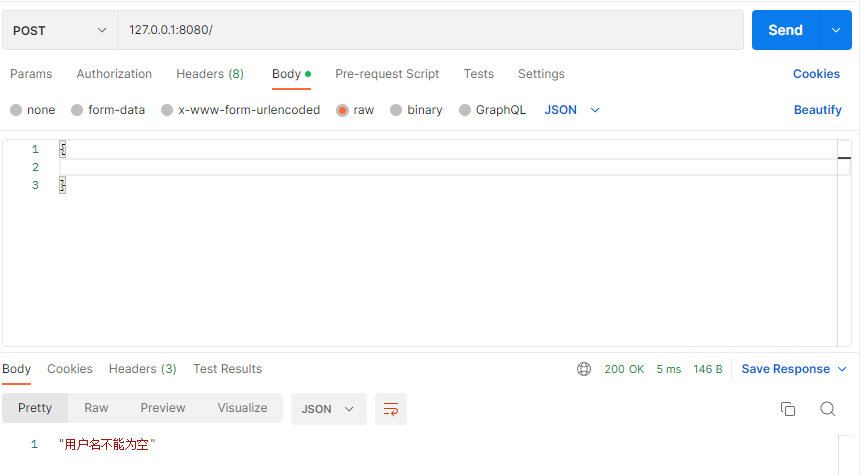 POST 127.0.0.1:8080/ Send
Params Authorization Headers (8) Body Pre-request Script Tests Settings Cookies
none form-data x-www-form-urlencoded raw binary GraphQL JSON Beautify
1 {
2
3 }
Body Cookies Headers (3) Test Results 200 OK 5 ms 146 B Save Response
Pretty Raw Preview Visualize JSON
1 "用户名不能为空"